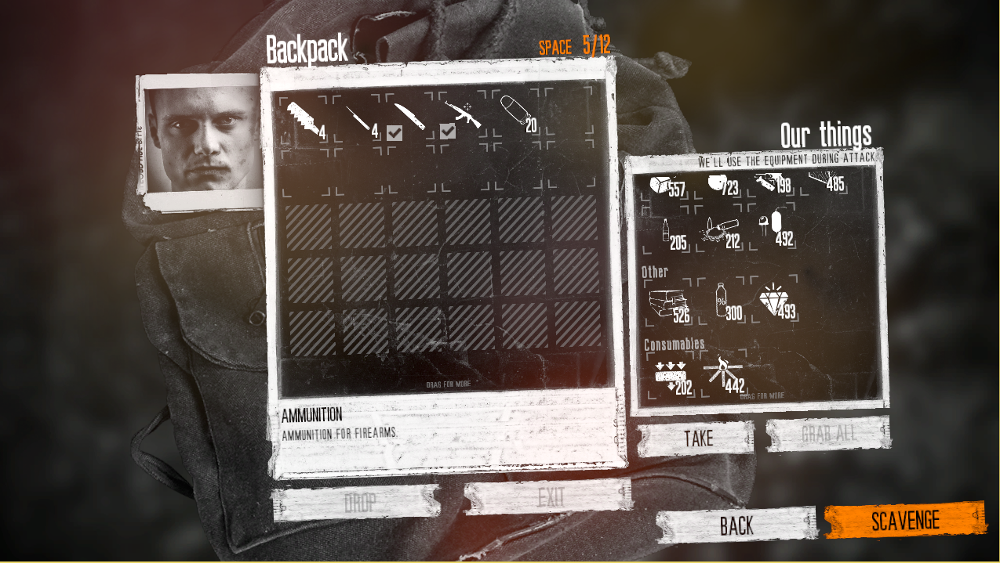 Backpack
SPACE 5/12
4
4
20
Our things
WE'LL USE THE EQUIPMENT DURING ATTACK
557
723
198
485
205
212
492
Other
%
526
300
493
Consumables
202
442
DRAG FOR MORE
DRAG FOR MORE
AMMUNITION
AMMUNITION FOR FIREARMS.
TAKE
GRAB ALL
DROP
EXIT
BACK
SCAVENGE